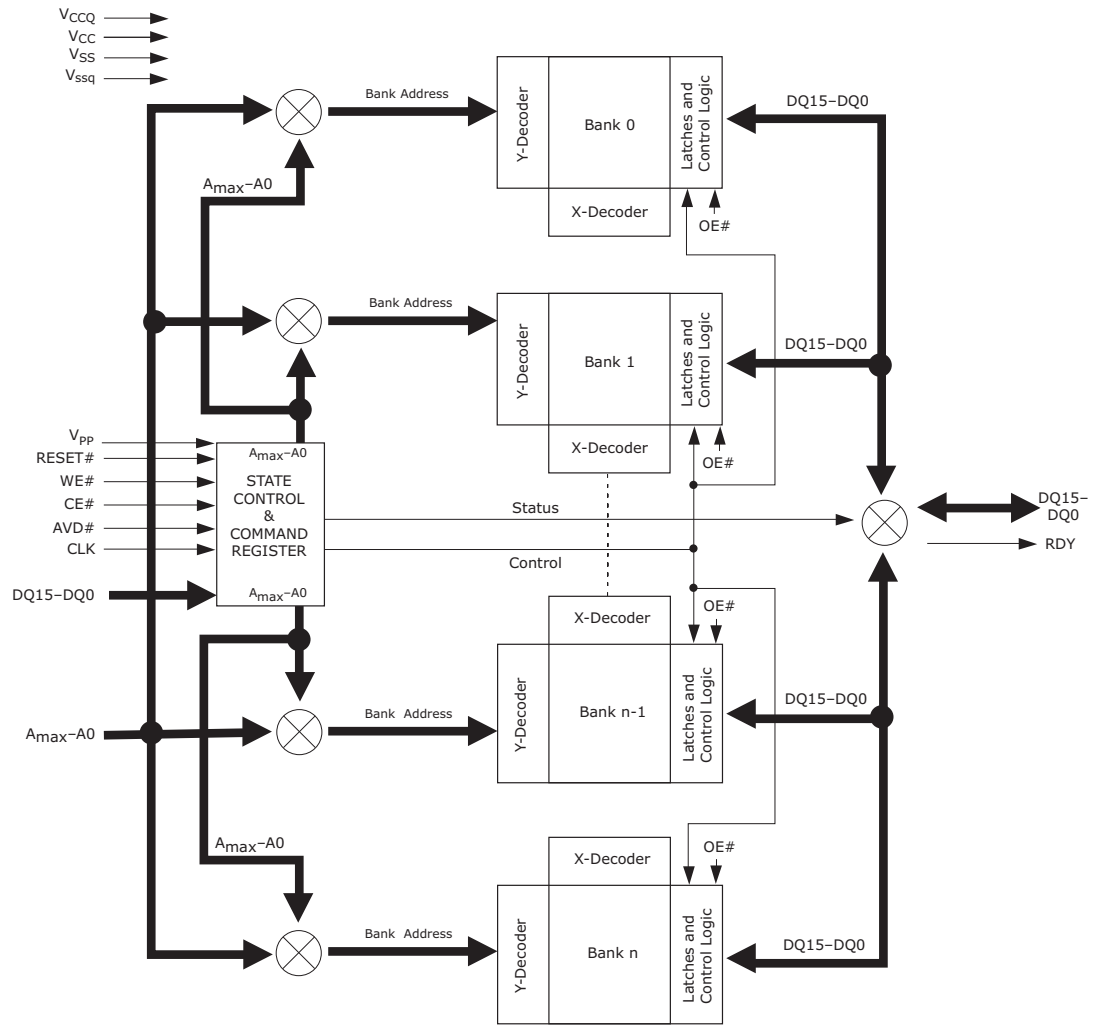 VCCQ
VCC
VSS
Vssq
Bank Address
Y-Decoder
Bank 0
Latches and
Control Logic
DQ15–DQ0
Amax–A0
X-Decoder
OE#
Bank Address
Y-Decoder
Bank 1
Latches and
Control Logic
DQ15–DQ0
X-Decoder
OE#
VPP
RESET#
WE#
CE#
AVD#
CLK
DQ15–DQ0
Amax–A0
STATE
CONTROL
&
COMMAND
REGISTER
Amax–A0
Status
Control
DQ15–
DQ0
RDY
X-Decoder
OE#
Amax–A0
Bank Address
Y-Decoder
Bank n-1
Latches and
Control Logic
DQ15–DQ0
Amax–A0
X-Decoder
OE#
Bank Address
Y-Decoder
Bank n
Latches and
Control Logic
DQ15–DQ0